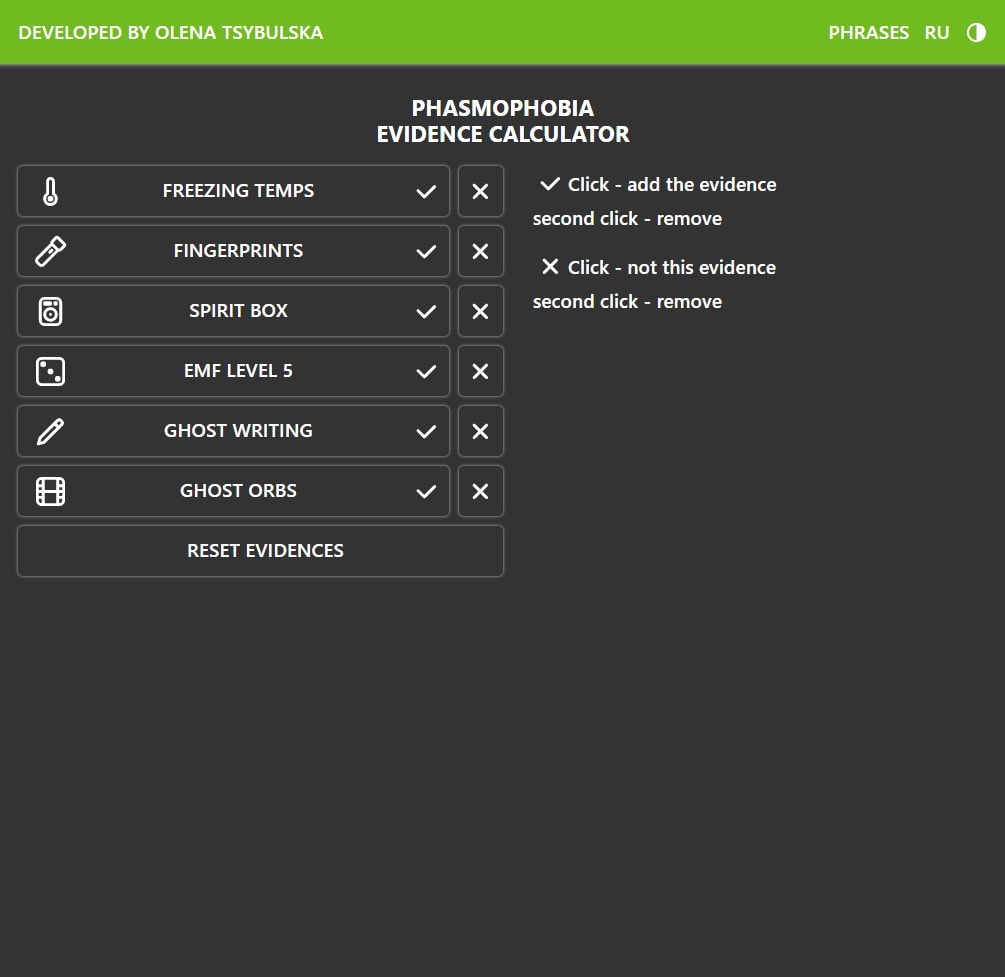 DEVELOPED BY OLENA TSYBULSKA
PHRASES RU
PHASMOPHOBIA
EVIDENCE CALCULATOR
FREEZING TEMPS
FINGERPRINTS
SPIRIT BOX
EMF LEVEL 5
GHOST WRITING
GHOST ORBS
RESET EVIDENCES
Click - add the evidence
second click - remove
Click - not this evidence
second click - remove